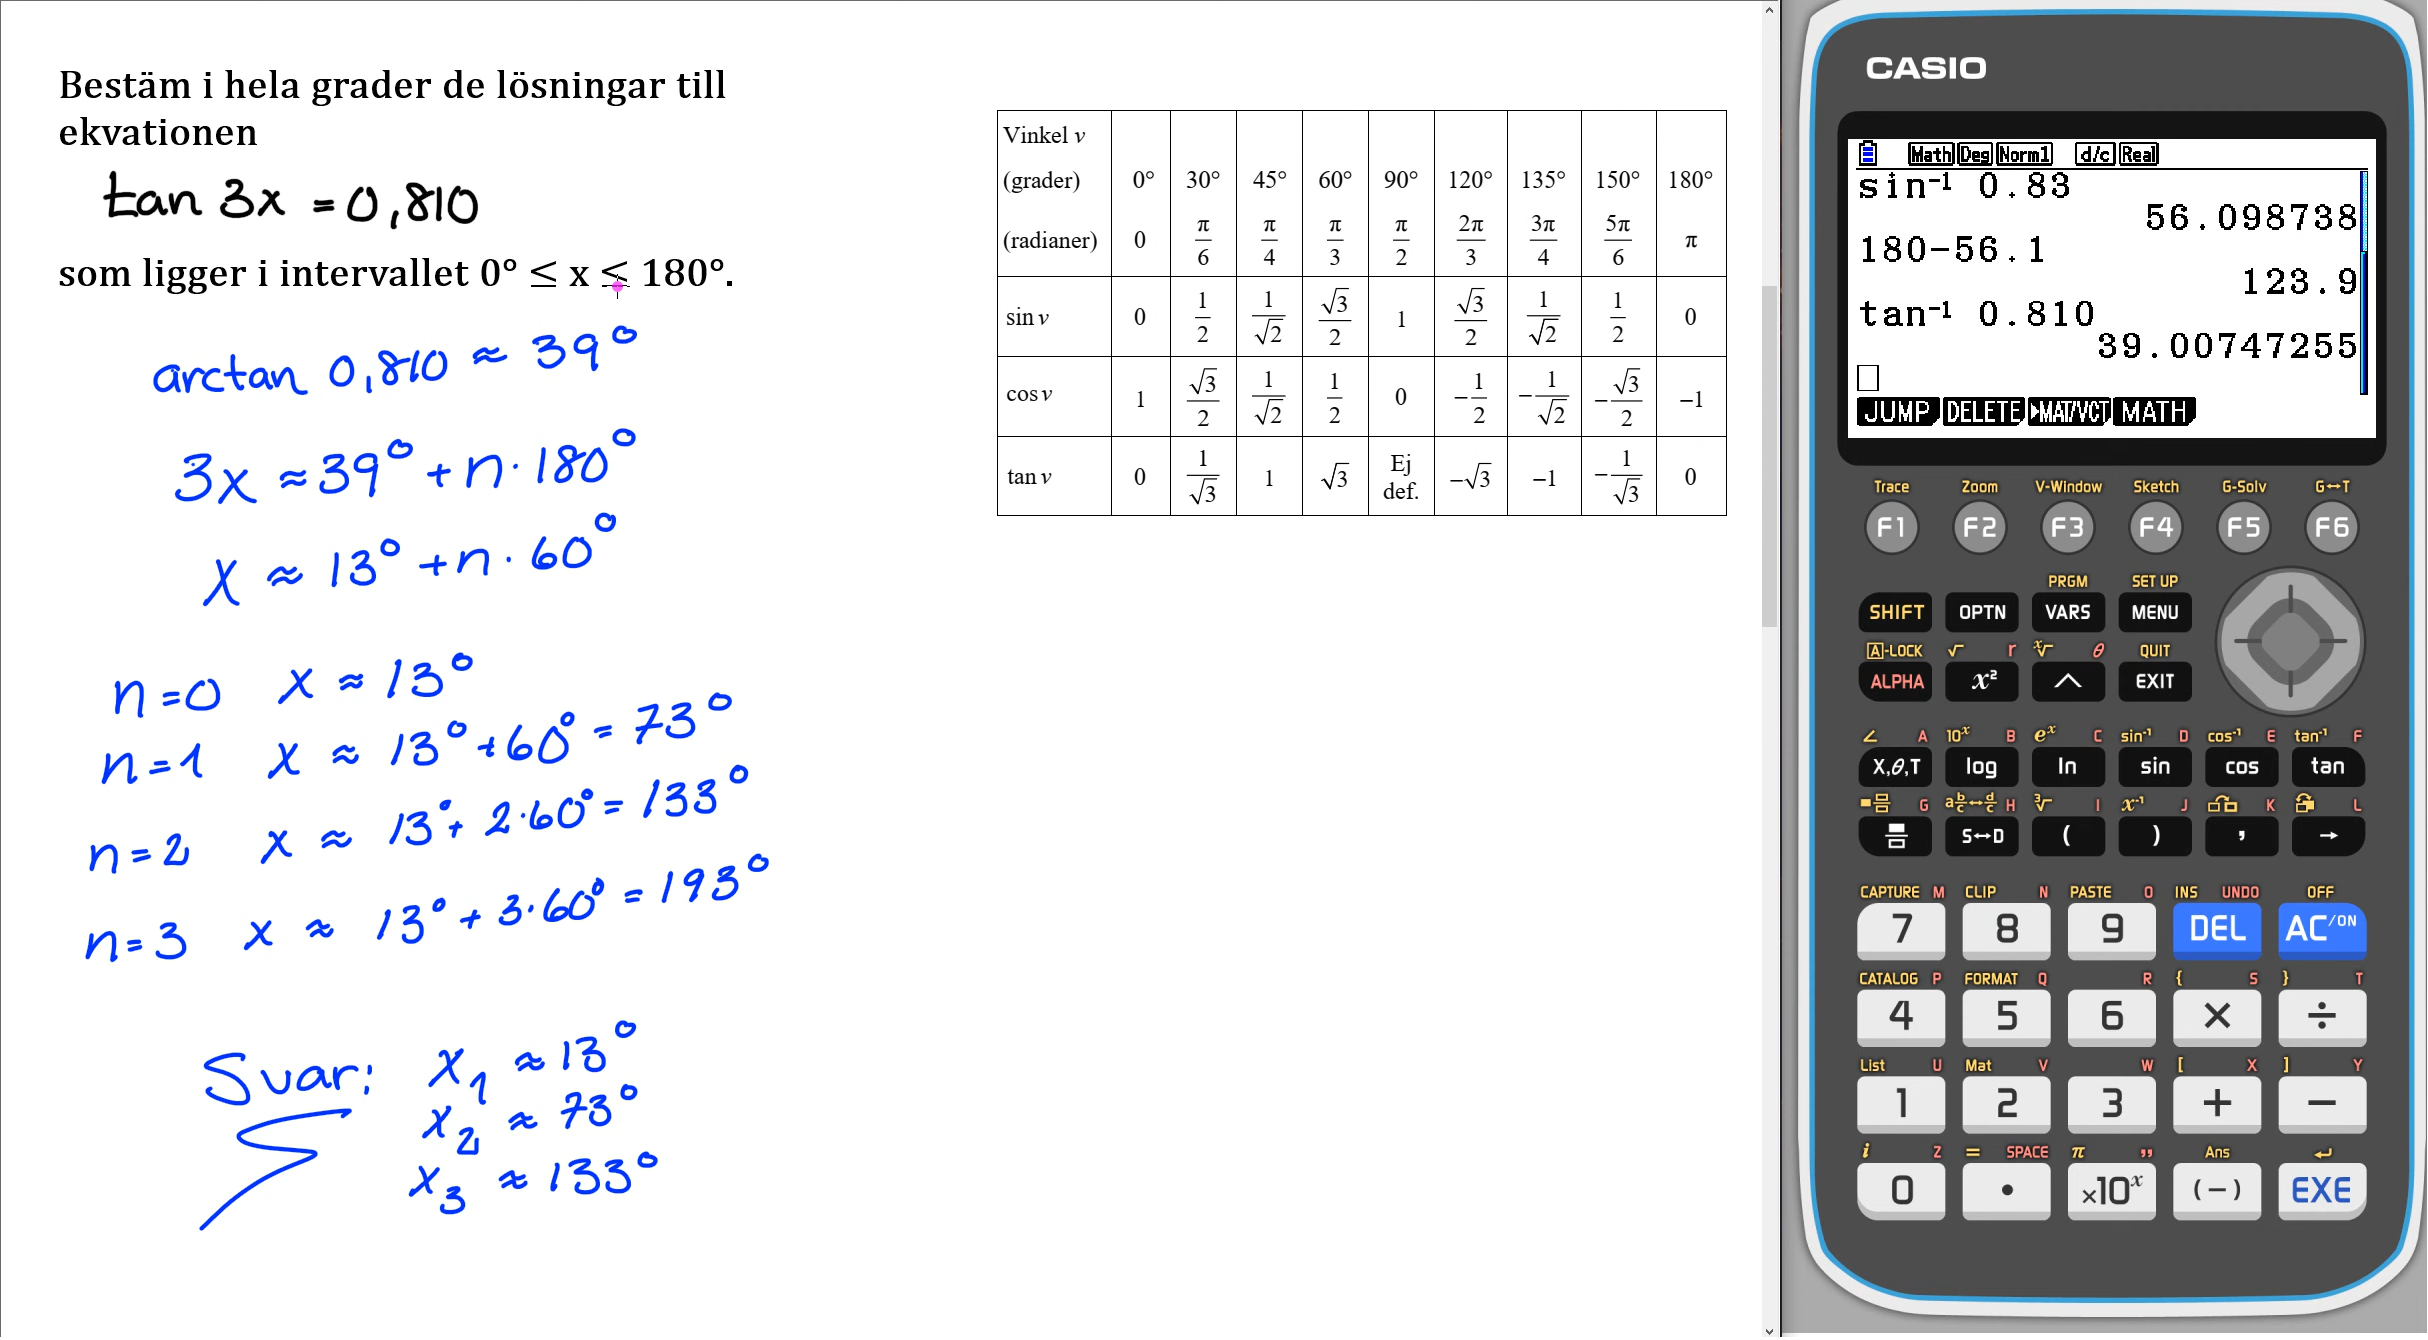 Bestäm i hela grader de lösningar till
ekvationen
tan 3x = 0,810
som ligger i intervallet 0° ≤ x ≤ 180°.
arctan 0,810 ≈ 39°
3x ≈ 39° + n · 180°
x ≈ 13° + n · 60°
n=0 x ≈ 13°
n=1 x ≈ 13° + 60° = 73°
n=2 x ≈ 13° + 2·60° = 133°
n=3 x ≈ 13° + 3·60° = 193°
Svar: x₁ ≈ 13°
x₂ ≈ 73°
x₃ ≈ 133°
Vinkel v
(grader) 0° 30° 45° 60° 90° 120° 135° 150° 180°
(radianer) 0 π/6 π/4 π/3 π/2 2π/3 3π/4 5π/6 π
sin v 0 1/2 1/√2 √3/2 1 √3/2 1/√2 1/2 0
cos v 1 √3/2 1/√2 1/2 0 −1/2 −1/√2 −√3/2 −1
tan v 0 1/√3 1 √3 Ej def. −√3 −1 −1/√3 0
CASIO
Math Deg Norm1 d/c Real
sin⁻¹ 0.83
56.098738
180−56.1
123.9
tan⁻¹ 0.810
39.00747255
JUMP DELETE ▶MAT/VCT MATH
Trace Zoom V-Window Sketch G-Solv G↔T
F1 F2 F3 F4 F5 F6
PRGM SET UP
SHIFT OPTN VARS MENU
A-LOCK √ r ˣ√ θ QUIT
ALPHA x² ^ EXIT
∠ A 10ˣ B eˣ C sin⁻¹ D cos⁻¹ E tan⁻¹ F
X,θ,T log ln sin cos tan
G a b/c↔d/c H ³√ I x⁻¹ J K L
S↔D ( ) , →
CAPTURE M CLIP N PASTE O INS UNDO OFF
7 8 9 DEL AC/ON
CATALOG P FORMAT Q R { S } T
4 5 6 × ÷
List U Mat V W [ X ] Y
1 2 3 + −
i Z = SPACE π " Ans ↵
0 • ×10ˣ (−) EXE